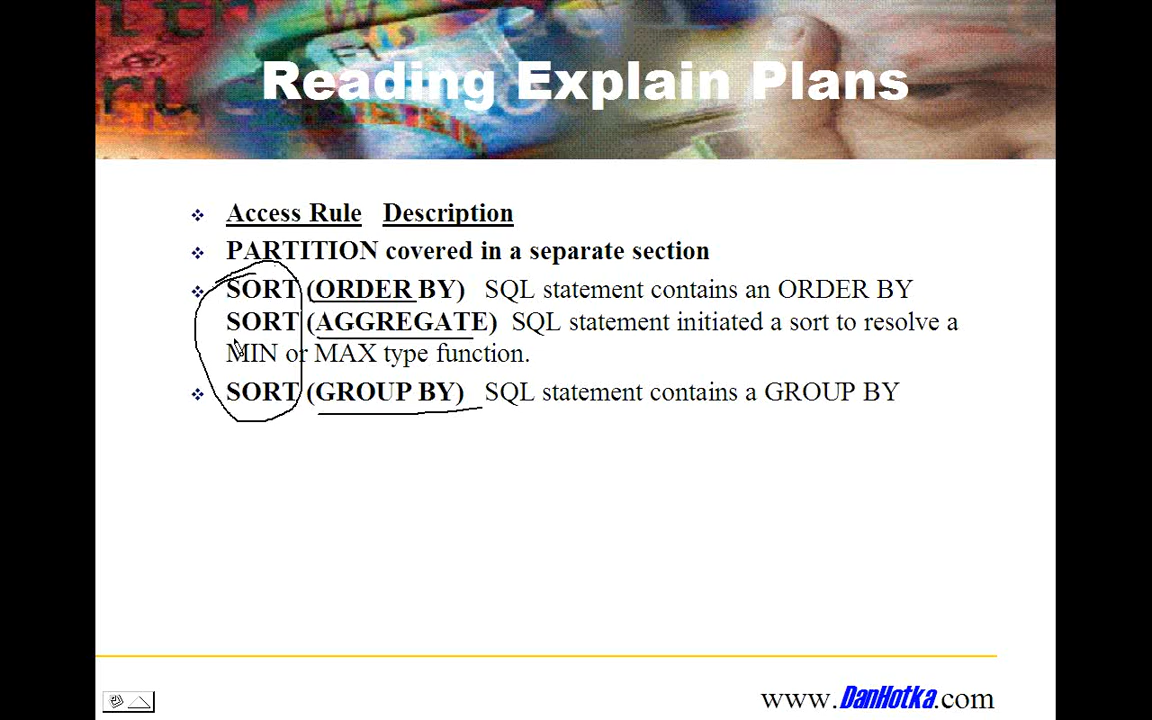 Reading Explain Plans
Access Rule Description
PARTITION covered in a separate section
SORT (ORDER BY) SQL statement contains an ORDER BY
SORT (AGGREGATE) SQL statement initiated a sort to resolve a
MIN or MAX type function.
SORT (GROUP BY) SQL statement contains a GROUP BY
www.DanHotka.com